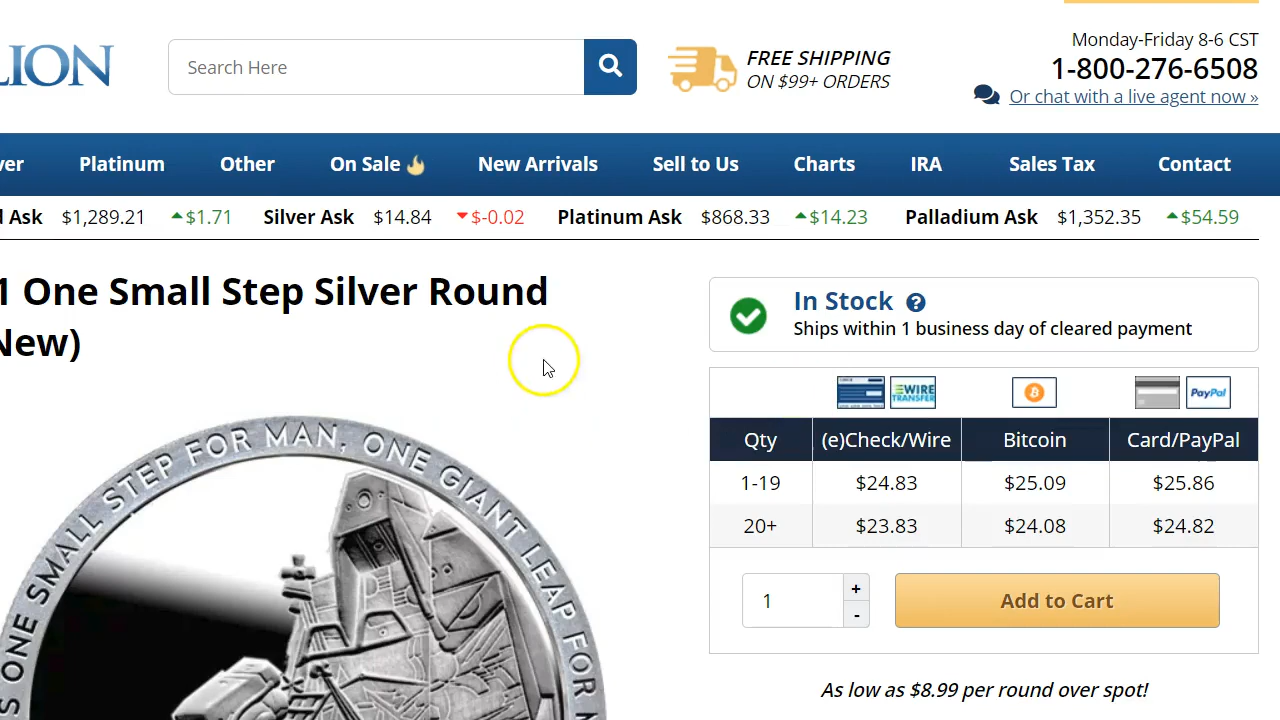 LION
Search Here
FREE SHIPPING
ON $99+ ORDERS
Monday-Friday 8-6 CST
1-800-276-6508
Or chat with a live agent now »
ver Platinum Other On Sale New Arrivals Sell to Us Charts IRA Sales Tax Contact
d Ask $1,289.21 $1.71 Silver Ask $14.84 $-0.02 Platinum Ask $868.33 $14.23 Palladium Ask $1,352.35 $54.59
1 One Small Step Silver Round
New)
In Stock ?
Ships within 1 business day of cleared payment
WIRE TRANSFER PayPal
Qty (e)Check/Wire Bitcoin Card/PayPal
1-19 $24.83 $25.09 $25.86
20+ $23.83 $24.08 $24.82
1 + -
Add to Cart
As low as $8.99 per round over spot!
S ONE SMALL STEP FOR MAN, ONE GIANT LEAP FOR M